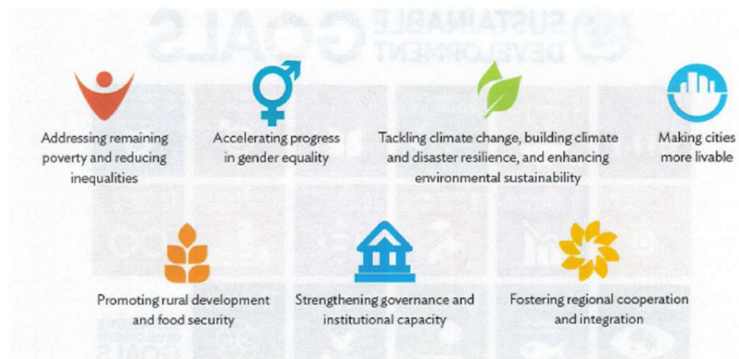 SUSTAINABLE
DEVELOPMENT
GOALS
Addressing remaining
poverty and reducing
inequalities
Accelerating progress
in gender equality
Tackling climate change, building climate
and disaster resilience, and enhancing
environmental sustainability
Making cities
more livable
Promoting rural development
and food security
Strengthening governance and
institutional capacity
Fostering regional cooperation
and integration